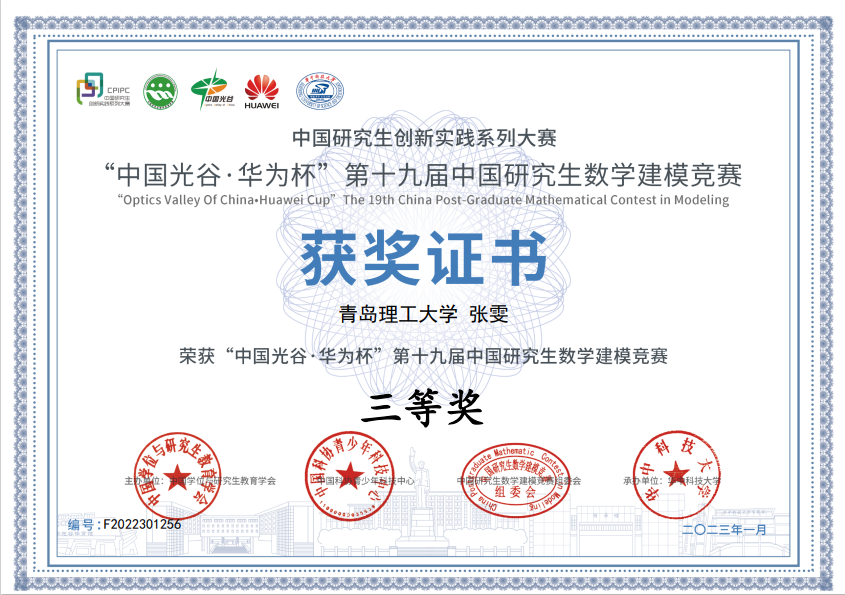 CPIPC
中国研究生
创新实践系列大赛
中国光谷
HUAWEI
中国研究生创新实践系列大赛
“中国光谷·华为杯”第十九届中国研究生数学建模竞赛
“Optics Valley Of China•Huawei Cup” The 19th China Post-Graduate Mathematical Contest in Modeling
获奖证书
青岛理工大学 张雯
荣获“中国光谷·华为杯”第十九届中国研究生数学建模竞赛
三等奖
中国学位与研究生教育学会
中国科协青少年科技中心
China Postgraduate Mathematic Contest Modeling
中国研究生数学建模竞赛
组委会
华中科技大学
主办单位：中国学位与研究生教育学会
中国科协青少年科技中心
中国研究生数学建模竞赛组委会
承办单位：华中科技大学
编号：F2022301256
二〇二三年一月